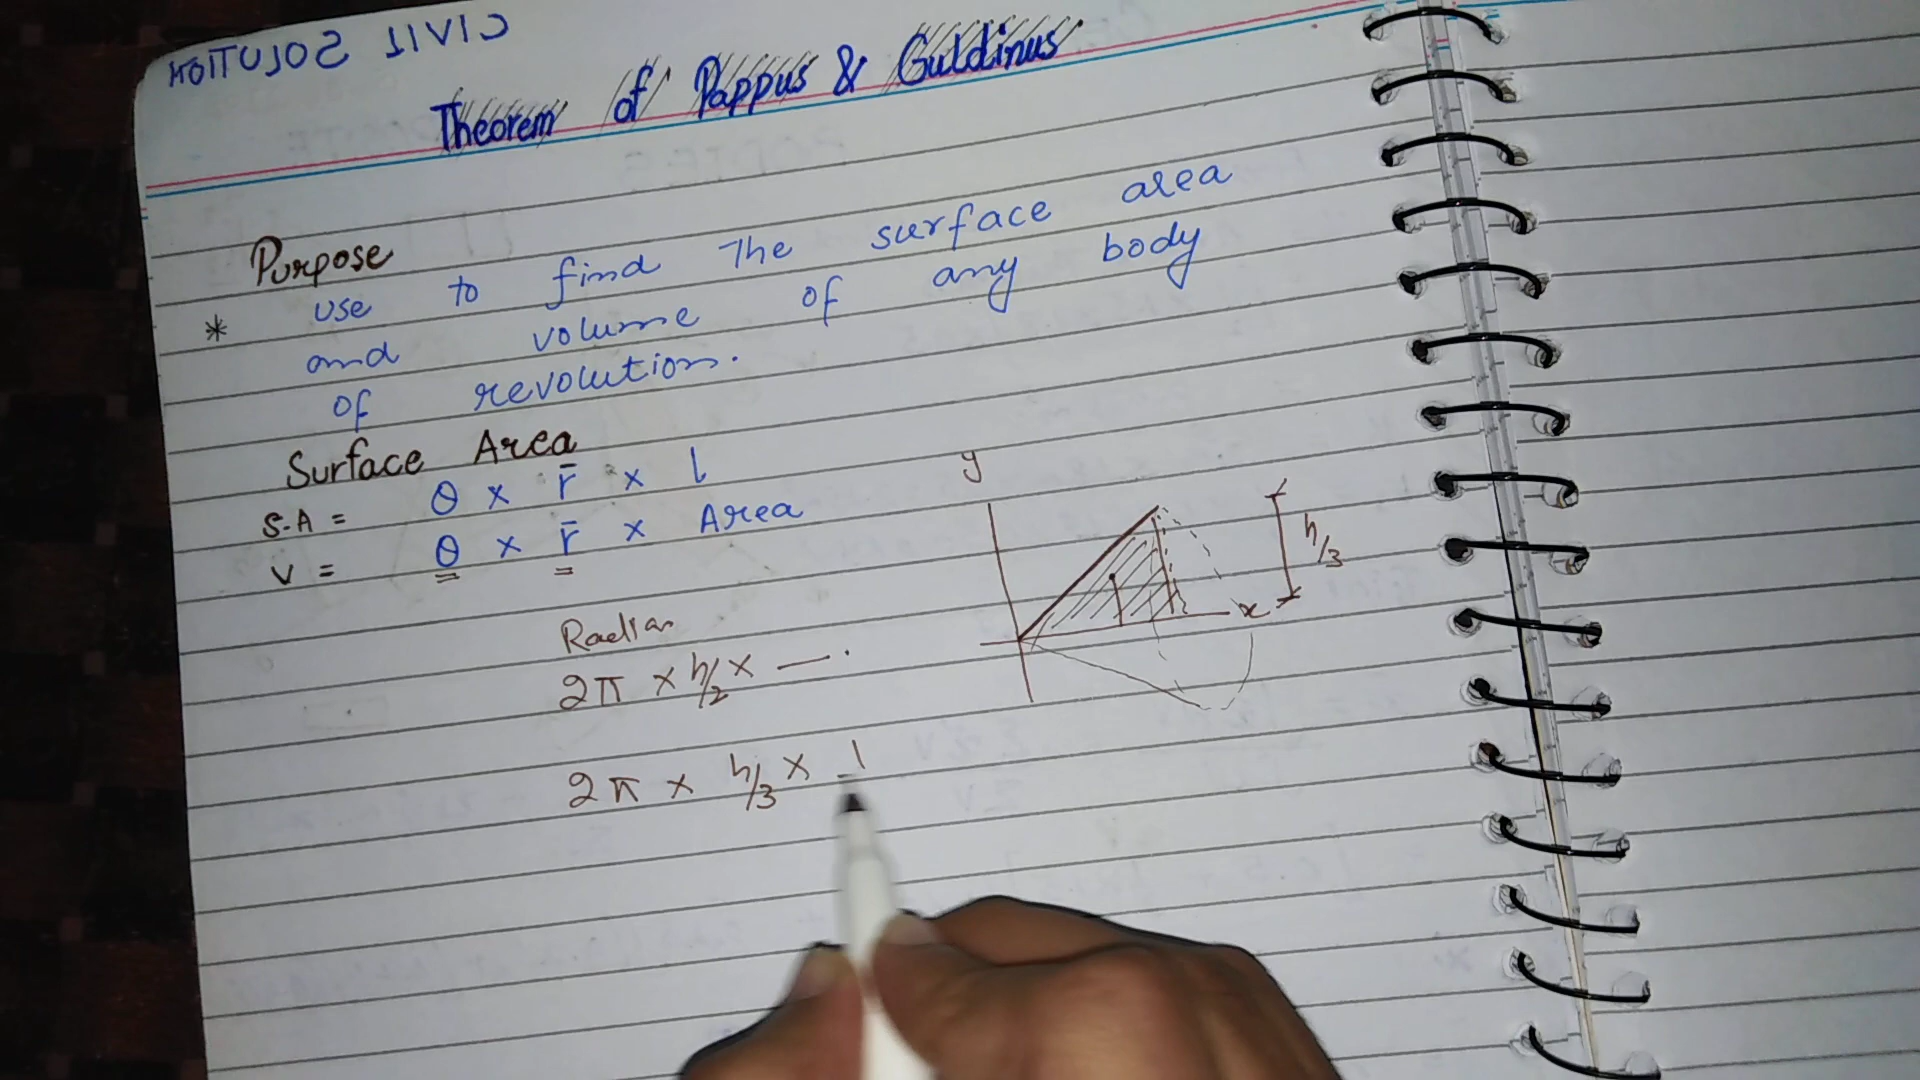 CIVIL SOLUTION
Theorem of Pappus & Guldinus
Purpose
* use to find The surface area
and volume of any body
of revolution.
Surface Area
S.A = θ x r̄ x l
V = θ x r̄ x Area
Radian
2π x h/2 x — .
2π x h/3 x 1
y
h/3
x